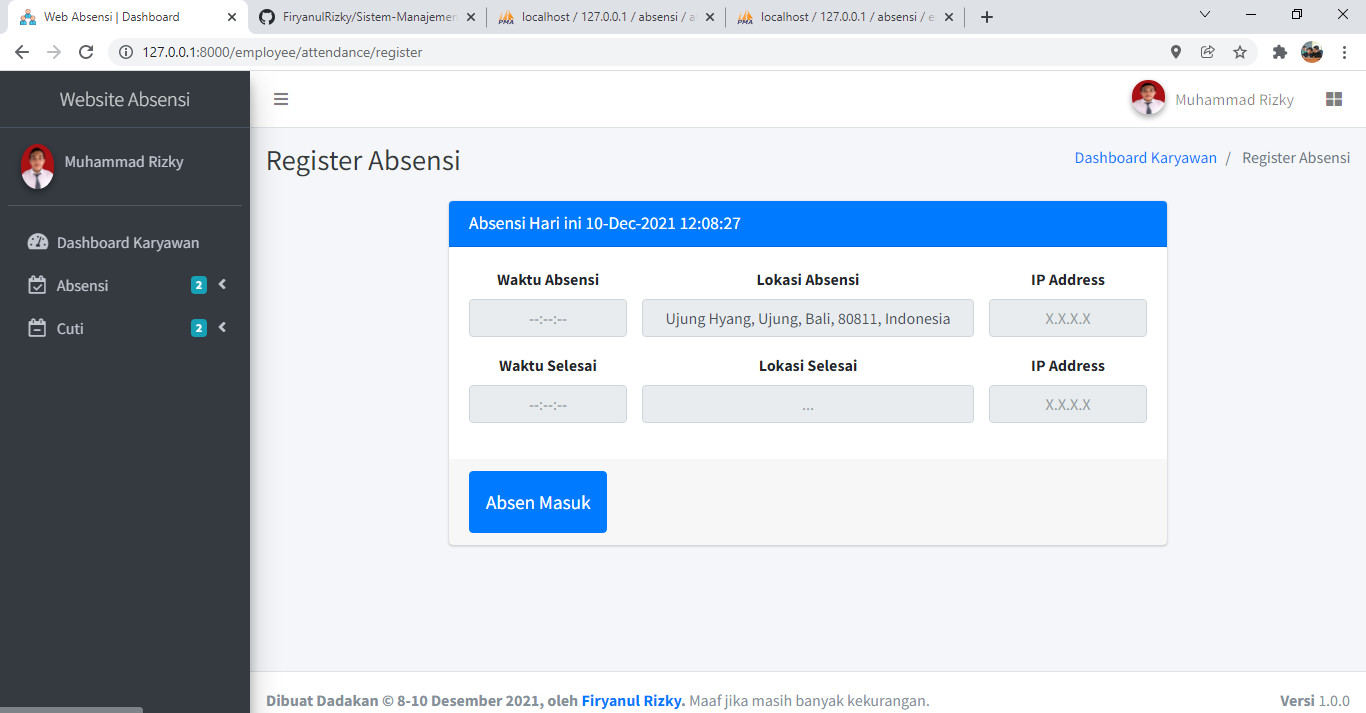 Web Absensi | Dashboard
FiryanulRizky/Sistem-Manajemen
localhost / 127.0.0.1 / absensi / a
localhost / 127.0.0.1 / absensi / e
127.0.0.1:8000/employee/attendance/register
Website Absensi
Muhammad Rizky
Muhammad Rizky
Register Absensi
Dashboard Karyawan / Register Absensi
Dashboard Karyawan
Absensi 2
Cuti 2
Absensi Hari ini 10-Dec-2021 12:08:27
Waktu Absensi Lokasi Absensi IP Address
--:--:-- Ujung Hyang, Ujung, Bali, 80811, Indonesia X.X.X.X
Waktu Selesai Lokasi Selesai IP Address
--:--:-- ... X.X.X.X
Absen Masuk
Dibuat Dadakan © 8-10 Desember 2021, oleh Firyanul Rizky. Maaf jika masih banyak kekurangan.
Versi 1.0.0